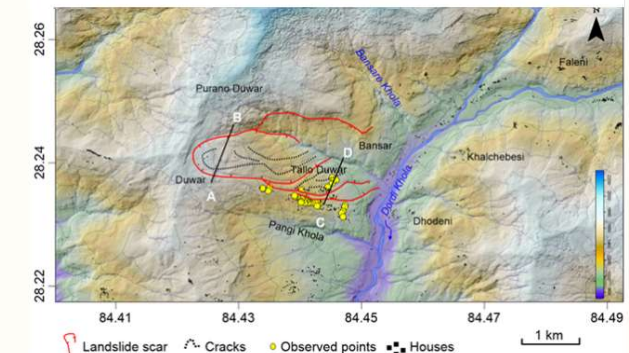 N
28.26
28.24
28.22
Bansare Khola
Faleni
Purano Duwar
B
D
Bansar
Khalchebesi
Tallo Duwar
Duwar
A
C
Dordi Khola
Dhodeni
Pangi Khola
84.41 84.43 84.45 84.47 84.49
Landslide scar Cracks Observed points Houses
1 km